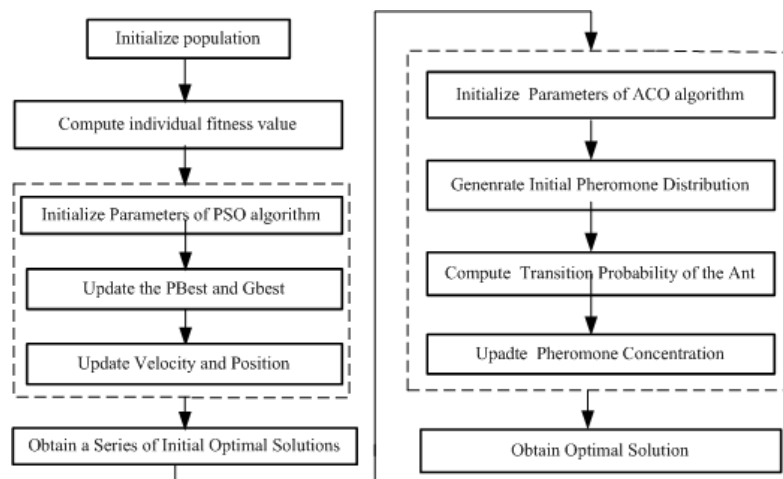 Initialize population
Compute individual fitness value
Initialize Parameters of PSO algorithm
Update the PBest and Gbest
Update Velocity and Position
Obtain a Series of Initial Optimal Solutions
Initialize Parameters of ACO algorithm
Genenrate Initial Pheromone Distribution
Compute Transition Probability of the Ant
Upadte Pheromone Concentration
Obtain Optimal Solution